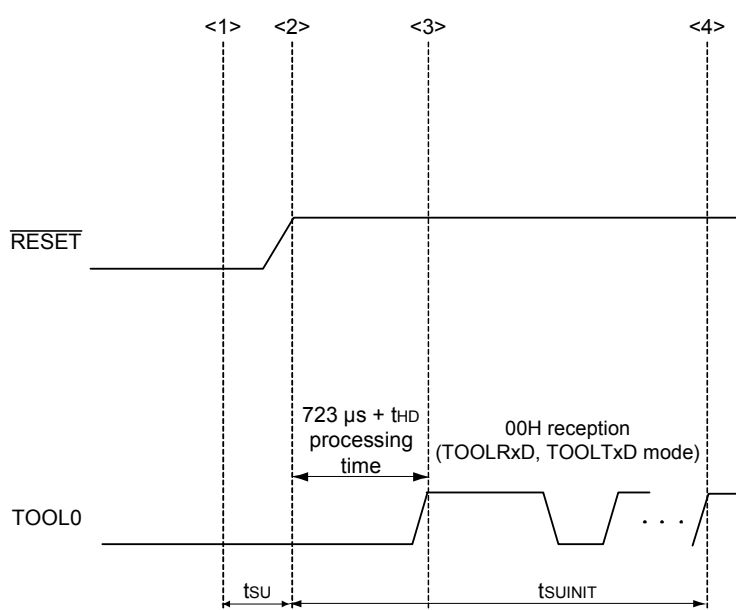 <1> <2> <3> <4>
RESET
723 µs + tHD
processing
time
00H reception
(TOOLRxD, TOOLTxD mode)
TOOL0
. . .
tSU tSUINIT